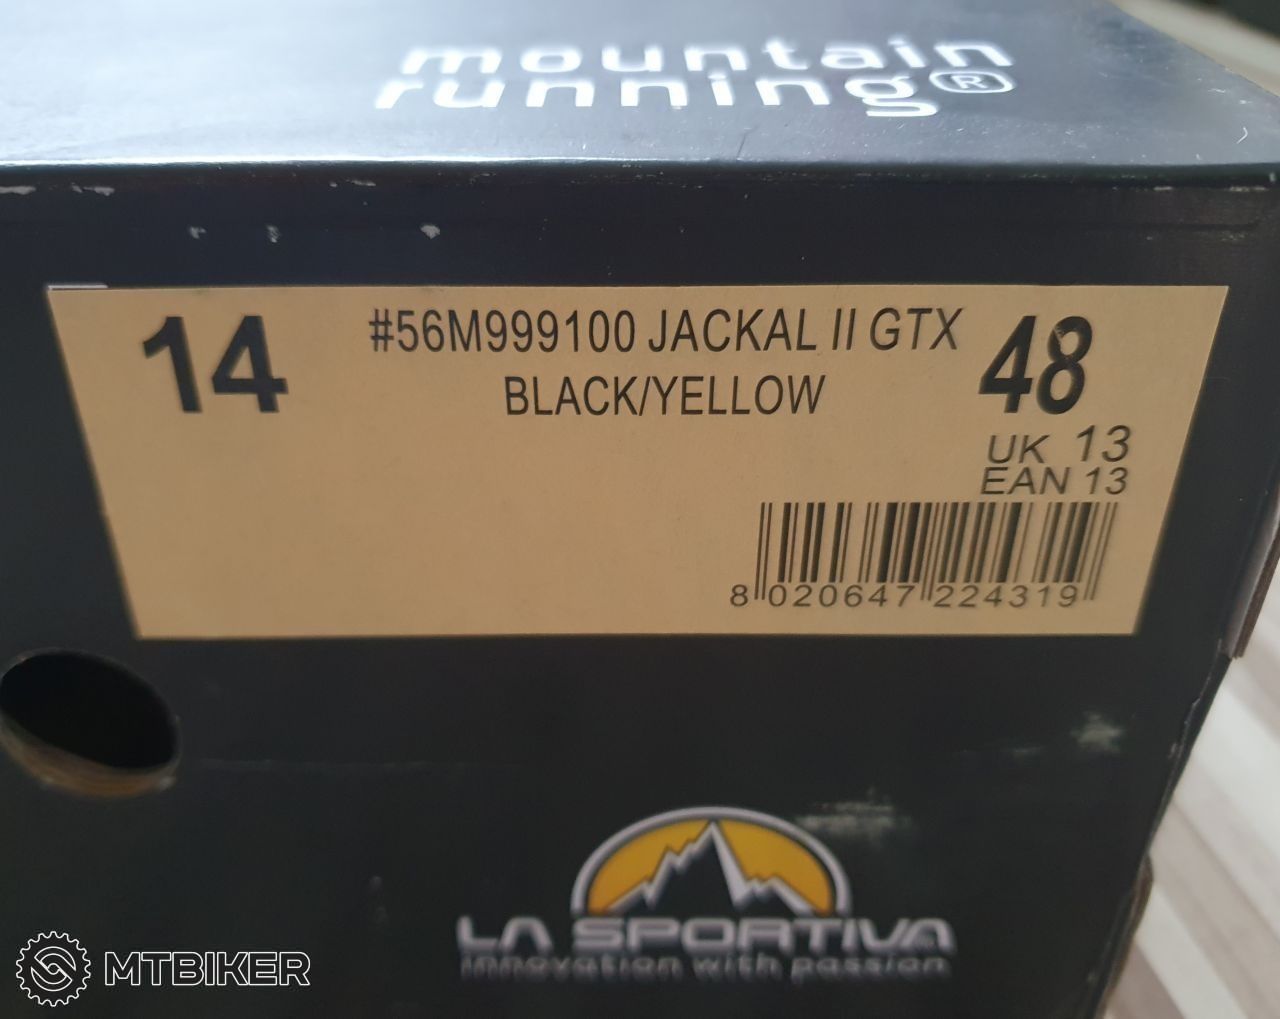 mountain
running®
14
#56M999100 JACKAL II GTX
BLACK/YELLOW
48
UK 13
EAN 13
8 020647 224319
LA SPORTIVA
innovation with passion
MTBIKER